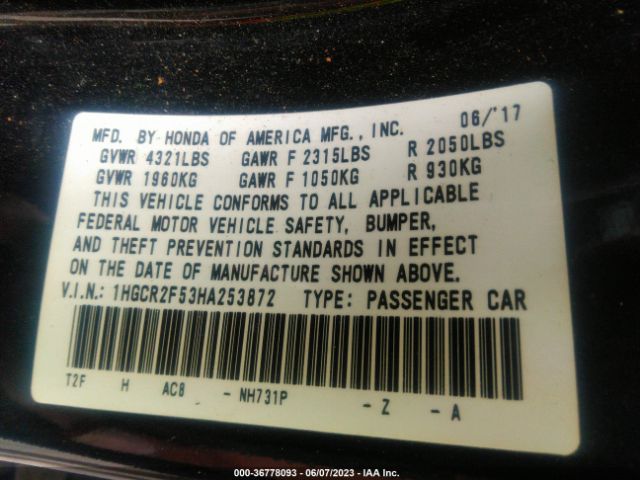 06/'17
MFD. BY HONDA OF AMERICA MFG., INC.
GVWR 4321LBS GAWR F 2315LBS R 2050LBS
GVWR 1960KG GAWR F 1050KG R 930KG
THIS VEHICLE CONFORMS TO ALL APPLICABLE
FEDERAL MOTOR VEHICLE SAFETY, BUMPER,
AND THEFT PREVENTION STANDARDS IN EFFECT
ON THE DATE OF MANUFACTURE SHOWN ABOVE.
V.I.N.: 1HGCR2F53HA253872 TYPE: PASSENGER CAR
T2F H AC8 - NH731P - Z - A
000-36778093 - 06/07/2023 - IAA Inc.